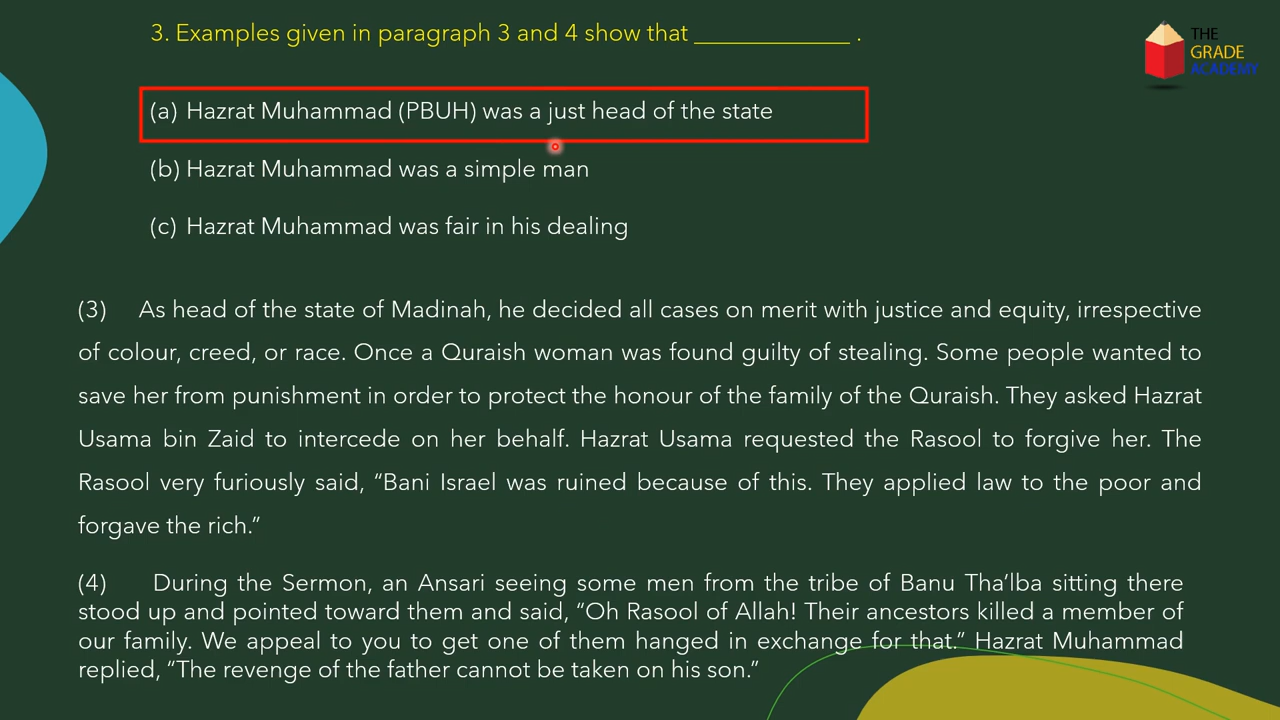 3. Examples given in paragraph 3 and 4 show that ____________ .
THE
GRADE
ACADEMY
(a) Hazrat Muhammad (PBUH) was a just head of the state
(b) Hazrat Muhammad was a simple man
(c) Hazrat Muhammad was fair in his dealing
(3) As head of the state of Madinah, he decided all cases on merit with justice and equity, irrespective
of colour, creed, or race. Once a Quraish woman was found guilty of stealing. Some people wanted to
save her from punishment in order to protect the honour of the family of the Quraish. They asked Hazrat
Usama bin Zaid to intercede on her behalf. Hazrat Usama requested the Rasool to forgive her. The
Rasool very furiously said, “Bani Israel was ruined because of this. They applied law to the poor and
forgave the rich.”
(4) During the Sermon, an Ansari seeing some men from the tribe of Banu Tha’lba sitting there
stood up and pointed toward them and said, “Oh Rasool of Allah! Their ancestors killed a member of
our family. We appeal to you to get one of them hanged in exchange for that.” Hazrat Muhammad
replied, “The revenge of the father cannot be taken on his son.”